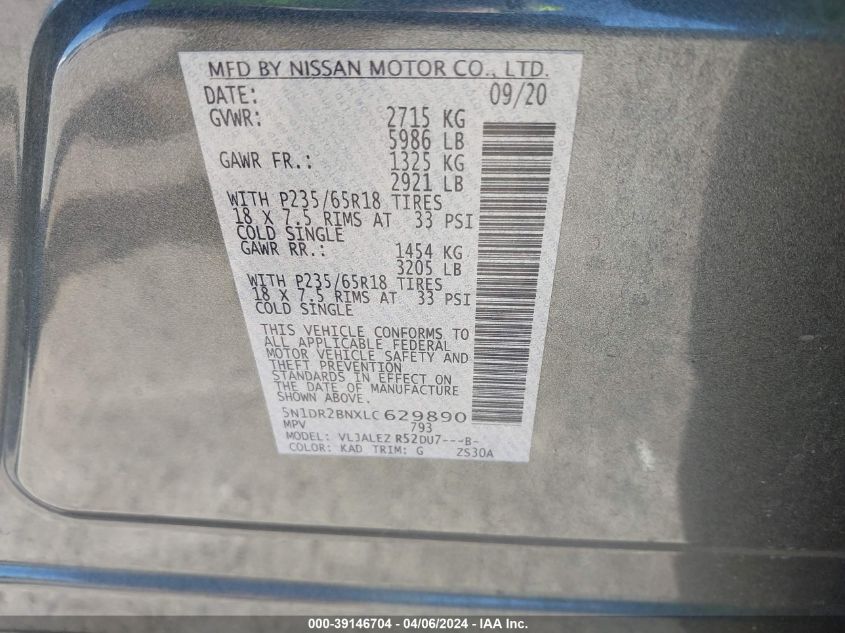 MFD BY NISSAN MOTOR CO., LTD.
DATE: 09/20
GVWR: 2715 KG
5986 LB
GAWR FR.: 1325 KG
2921 LB
WITH P235/65R18 TIRES
18 X 7.5 RIMS AT 33 PSI
COLD SINGLE
GAWR RR.: 1454 KG
3205 LB
WITH P235/65R18 TIRES
18 X 7.5 RIMS AT 33 PSI
COLD SINGLE
THIS VEHICLE CONFORMS TO
ALL APPLICABLE FEDERAL
MOTOR VEHICLE SAFETY AND
THEFT PREVENTION
STANDARDS IN EFFECT ON
THE DATE OF MANUFACTURE
SHOWN ABOVE.
5N1DR2BNXLC629890
MPV 793
MODEL: VLJALEZ R52DU7---B-
COLOR: KAD TRIM: G ZS30A
000-39146704 - 04/06/2024 - IAA Inc.